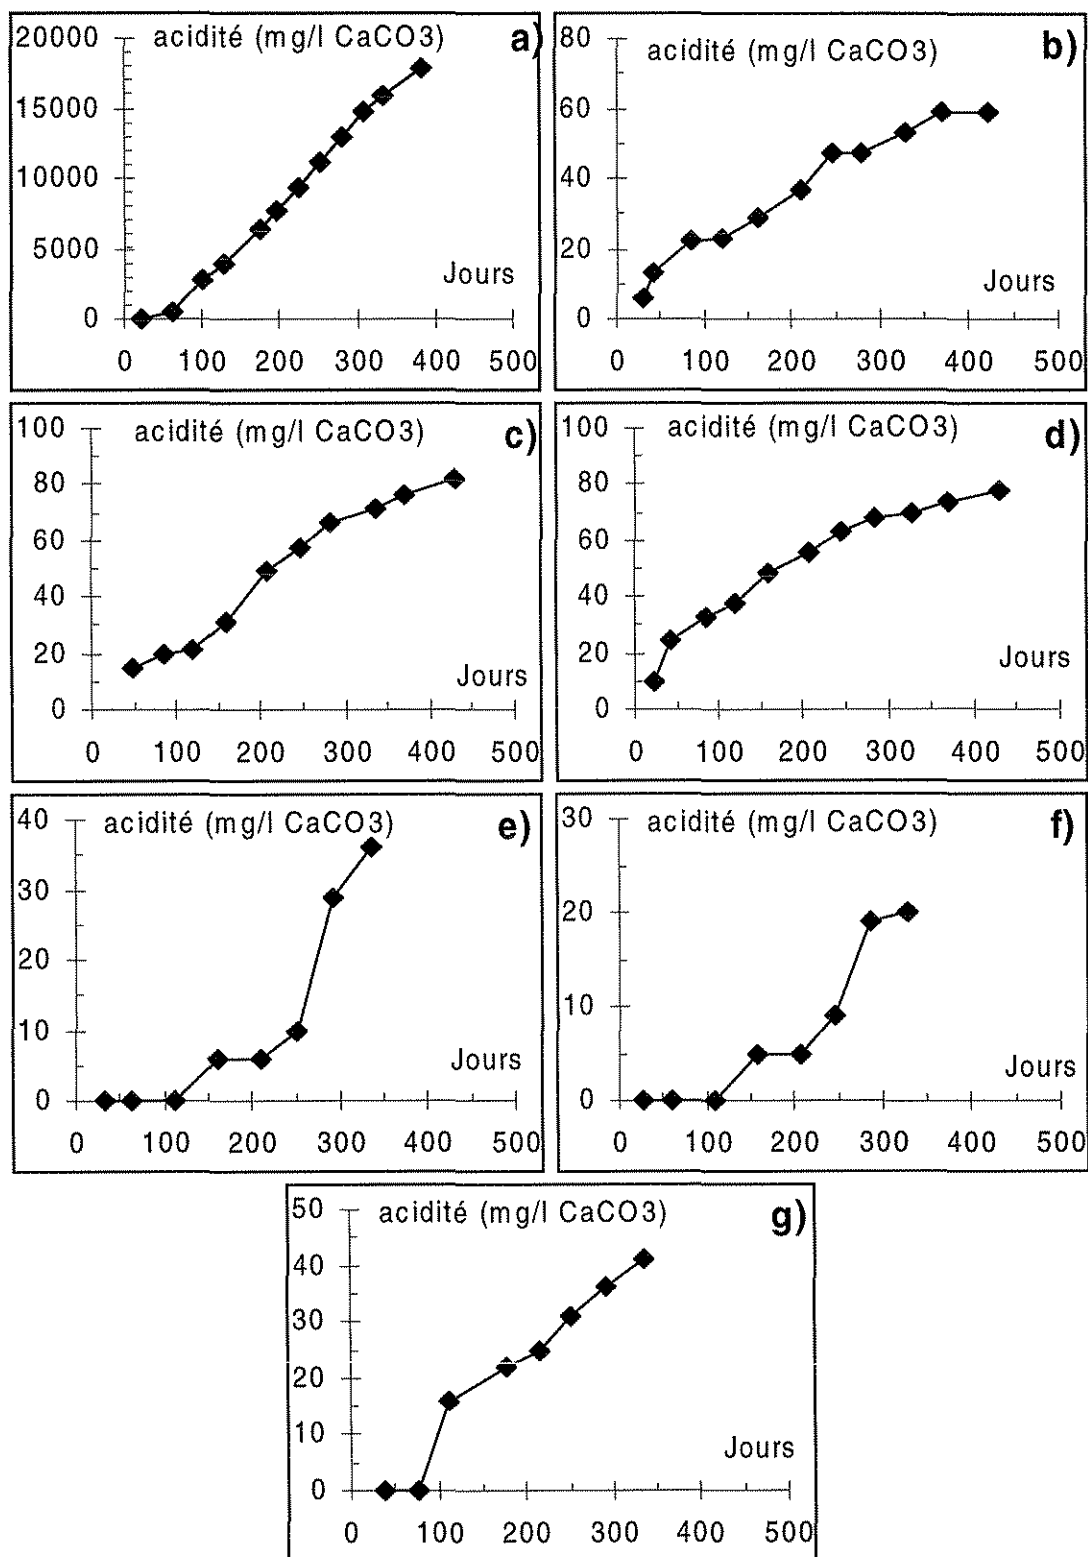 acidité (mg/l CaCO3) a)
20000
15000
10000
5000
0
Jours
0 100 200 300 400 500
acidité (mg/l CaCO3) b)
80
60
40
20
0
Jours
0 100 200 300 400 500
acidité (mg/l CaCO3) c)
100
80
60
40
20
0
Jours
0 100 200 300 400 500
acidité (mg/l CaCO3) d)
100
80
60
40
20
0
Jours
0 100 200 300 400 500
acidité (mg/l CaCO3) e)
40
30
20
10
0
Jours
0 100 200 300 400 500
acidité (mg/l CaCO3) f)
30
20
10
0
Jours
0 100 200 300 400 500
acidité (mg/l CaCO3) g)
50
40
30
20
10
0
Jours
0 100 200 300 400 500